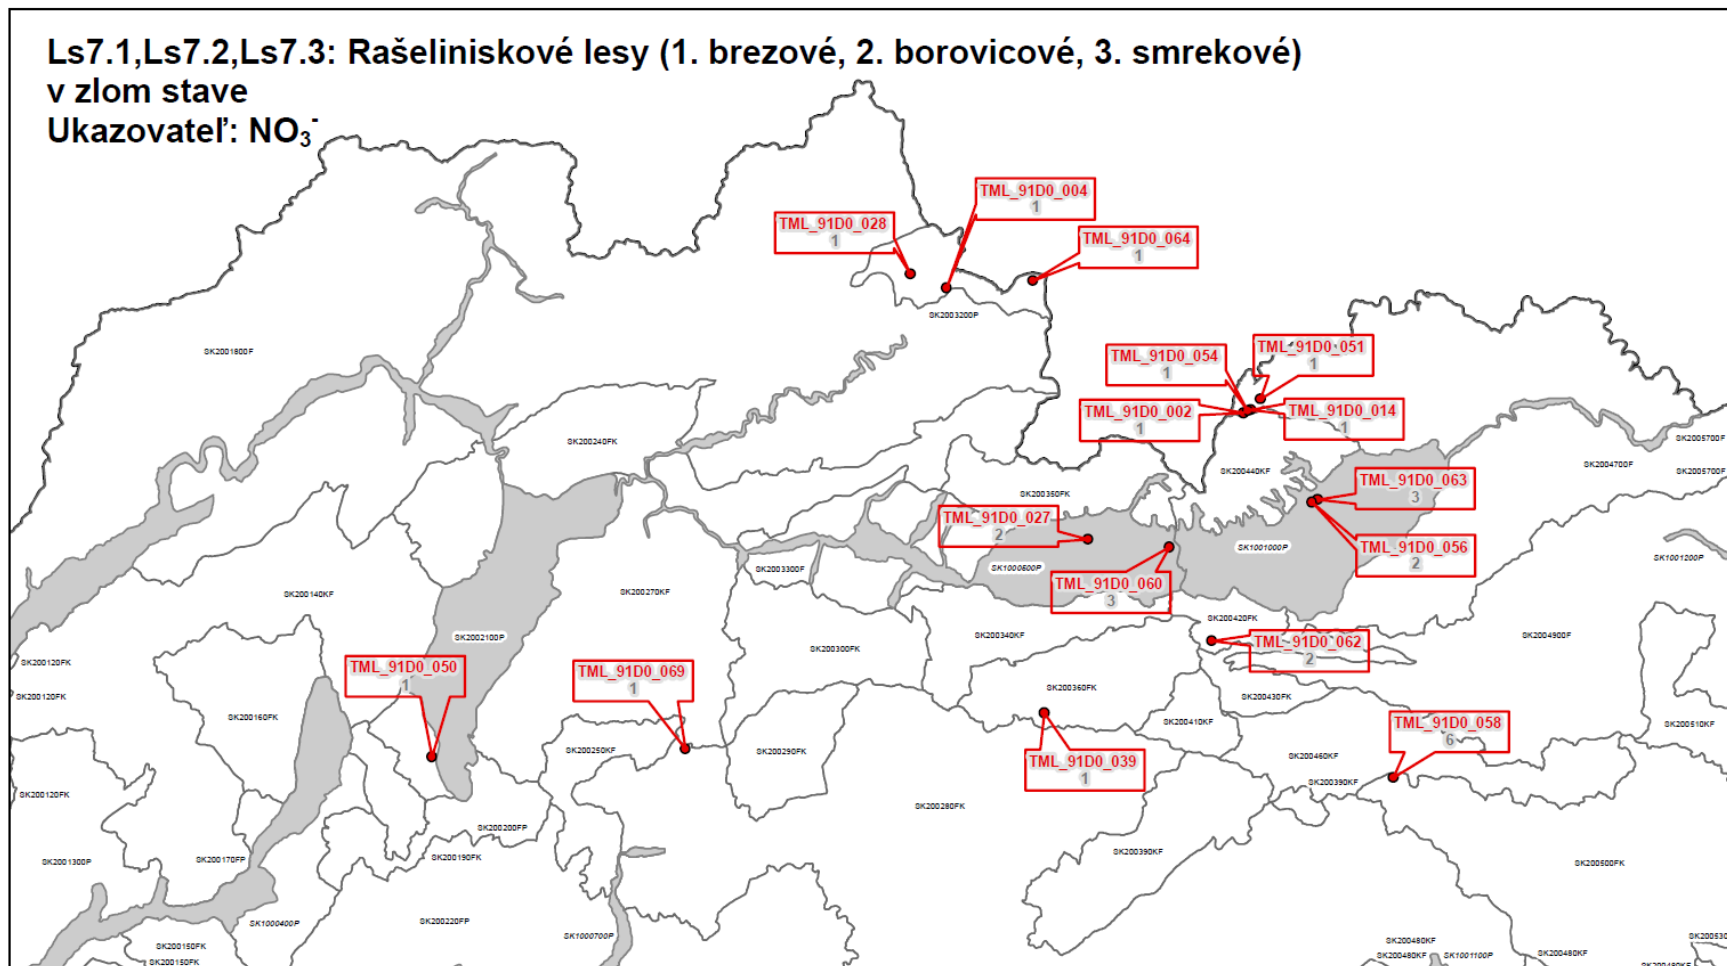 Ls7.1,Ls7.2,Ls7.3: Rašeliniskové lesy (1. brezové, 2. borovicové, 3. smrekové)
v zlom stave
Ukazovateľ: NO3-
TML_91D0_004
1
TML_91D0_028
1
TML_91D0_064
1
SK2003200P
SK2001800F
TML_91D0_054
1
TML_91D0_051
1
TML_91D0_002
1
TML_91D0_014
1
SK200240FK
SK2005700F
SK2004700F
SK2005700F
SK200440KF
TML_91D0_063
3
SK200350FK
TML_91D0_027
2
TML_91D0_056
2
SK1001000P
SK1001200P
SK2003300F
SK1000500P
TML_91D0_060
3
SK200140KF
SK200270KF
SK200420FK
SK2002100P
SK200340KF
SK2004900F
SK200300FK
TML_91D0_062
2
SK200120FK
TML_91D0_050
1
TML_91D0_069
1
SK200120FK
SK200360FK
SK200430FK
SK200160FK
SK200410KF
TML_91D0_058
6
SK200510KF
SK200250KF
SK200290FK
SK200460KF
TML_91D0_039
1
SK200390KF
SK200120FK
SK200280FK
SK200200FP
SK200390KF
SK2001300P
SK200170FP
SK200190FK
SK200500FK
SK1000400P
SK200220FP
SK1000700P
SK200150FK
SK200150FK
SK200480KF
SK200480KF
SK1001100P
SK200480KF
SK200530
SK200490KF